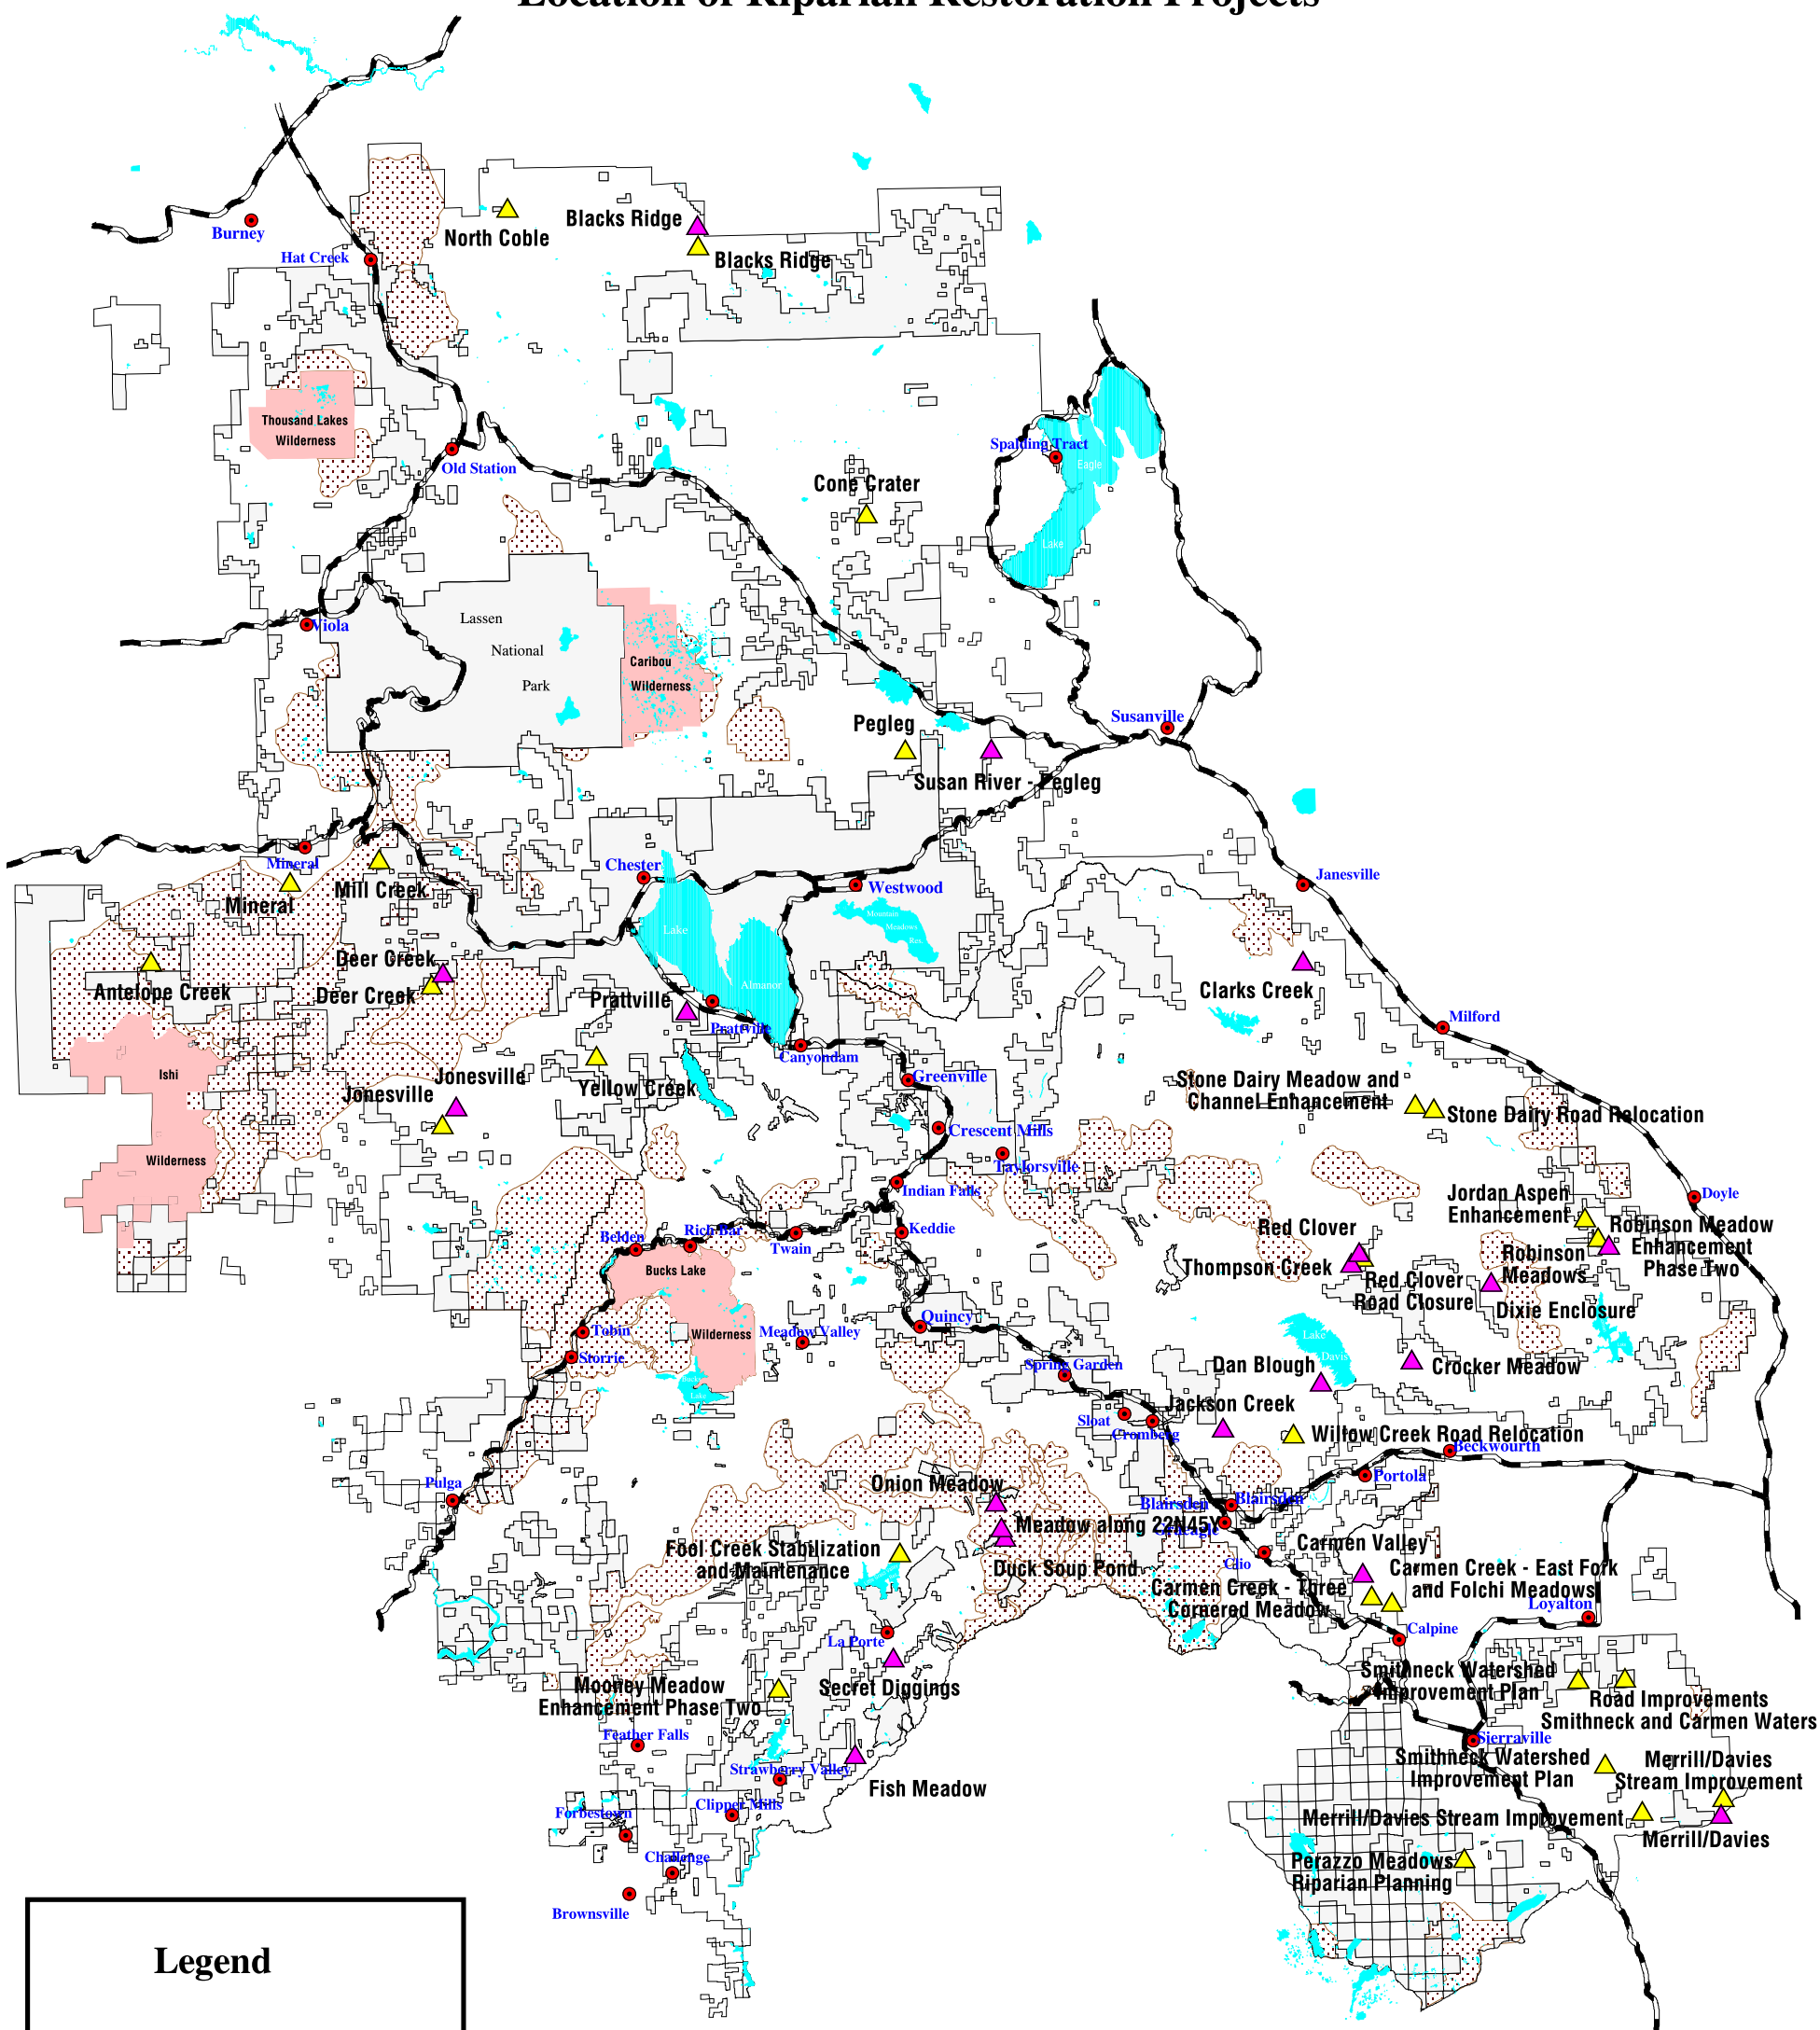 Location of Riparian Restoration Projects
Burney
Hat Creek
North Coble
Blacks Ridge
Blacks Ridge
Thousand Lakes
Wilderness
Old Station
Spalding Tract
Eagle
Lake
Cone Crater
Viola
Lassen
National
Park
Caribou
Wilderness
Pegleg
Susan River - Pegleg
Susanville
Mineral
Mineral
Mill Creek
Chester
Westwood
Janesville
Lake
Almanor
Mountain
Meadows
Res.
Antelope Creek
Deer Creek
Deer Creek
Prattville
Prattville
Canyondam
Clarks Creek
Milford
Ishi
Wilderness
Jonesville
Jonesville
Yellow Creek
Greenville
Crescent Mills
Taylorsville
Indian Falls
Stone Dairy Meadow and
Channel Enhancement
Stone Dairy Road Relocation
Doyle
Jordan Aspen
Enhancement
Robinson Meadow
Enhancement
Phase Two
Robinson
Meadows
Dixie Enclosure
Red Clover
Thompson Creek
Red Clover
Road Closure
Belden
Rich Bar
Twain
Keddie
Bucks Lake
Wilderness
Tobin
Storrie
Meadow Valley
Quincy
Bucks
Lake
Spring Garden
Lake
Davis
Dan Blough
Crocker Meadow
Jackson Creek
Sloat
Cromberg
Willow Creek Road Relocation
Beckwourth
Portola
Pulga
Onion Meadow
Meadow along 22N45Y
Duck Soup Pond
Blairsden
Blairsden
Graeagle
Clio
Fool Creek Stabilization
and Maintenance
Carmen Valley
Carmen Creek - East Fork
and Folchi Meadows
Carmen Creek - Three
Cornered Meadow
Loyalton
Calpine
La Porte
Secret Diggings
Mooney Meadow
Enhancement Phase Two
Smithneck Watershed
Improvement Plan
Road Improvements
Smithneck and Carmen Waters
Feather Falls
Strawberry Valley
Fish Meadow
Sierraville
Smithneck Watershed
Improvement Plan
Merrill/Davies
Stream Improvement
Clipper Mills
Forbestown
Merrill/Davies Stream Improvement
Merrill/Davies
Challenge
Perazzo Meadows
Riparian Planning
Brownsville
Legend